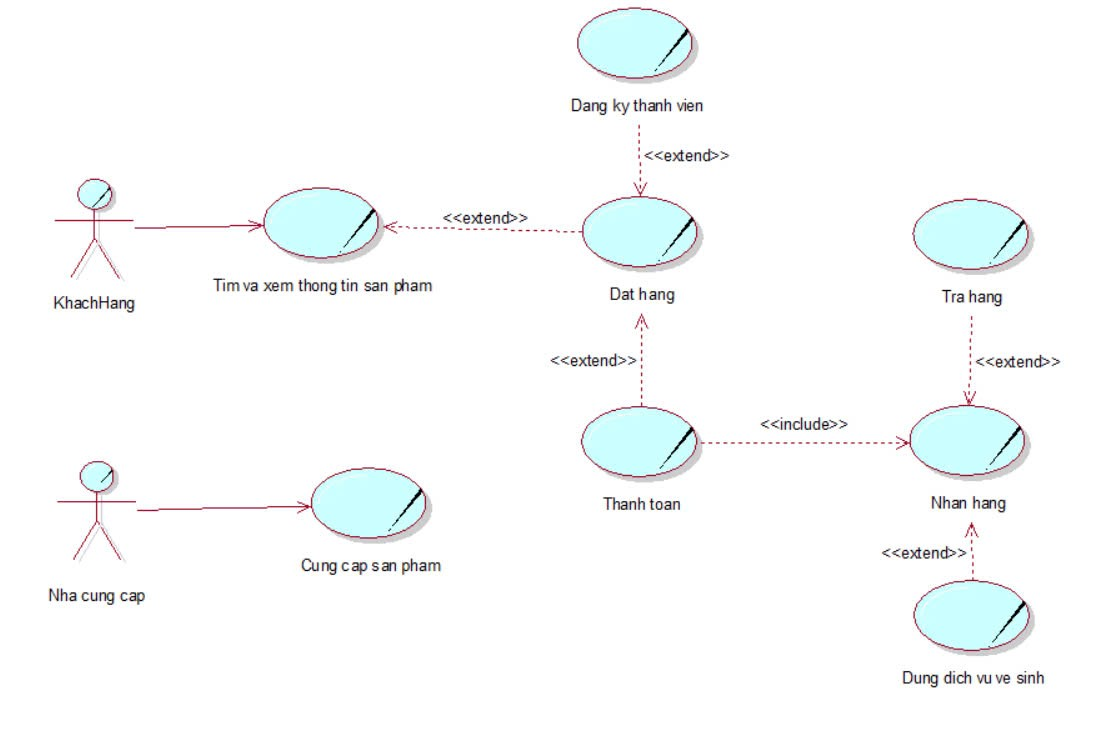 Dang ky thanh vien
<<extend>>
<<extend>>
KhachHang
Tim va xem thong tin san pham
Dat hang
Tra hang
<<extend>>
<<extend>>
<<include>>
Thanh toan
Nhan hang
<<extend>>
Cung cap san pham
Nha cung cap
Dung dich vu ve sinh